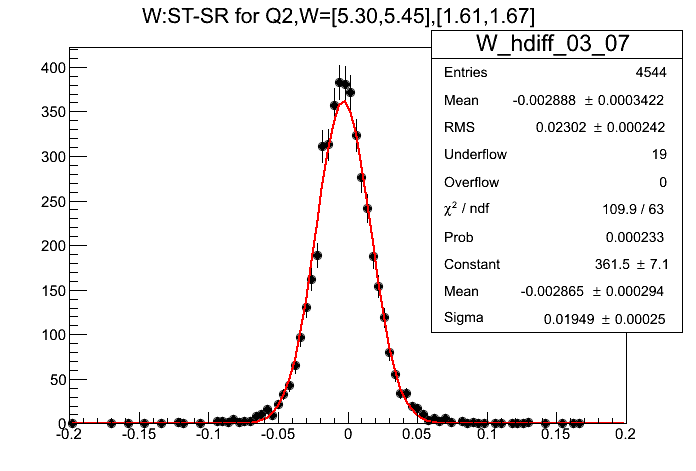 W:ST-SR for Q2,W=[5.30,5.45],[1.61,1.67]
W_hdiff_03_07
Entries 4544
Mean -0.002888 ± 0.0003422
RMS 0.02302 ± 0.000242
Underflow 19
Overflow 0
χ² / ndf 109.9 / 63
Prob 0.000233
Constant 361.5 ± 7.1
Mean -0.002865 ± 0.000294
Sigma 0.01949 ± 0.00025
400
350
300
250
200
150
100
50
0
-0.2 -0.15 -0.1 -0.05 0 0.05 0.1 0.15 0.2